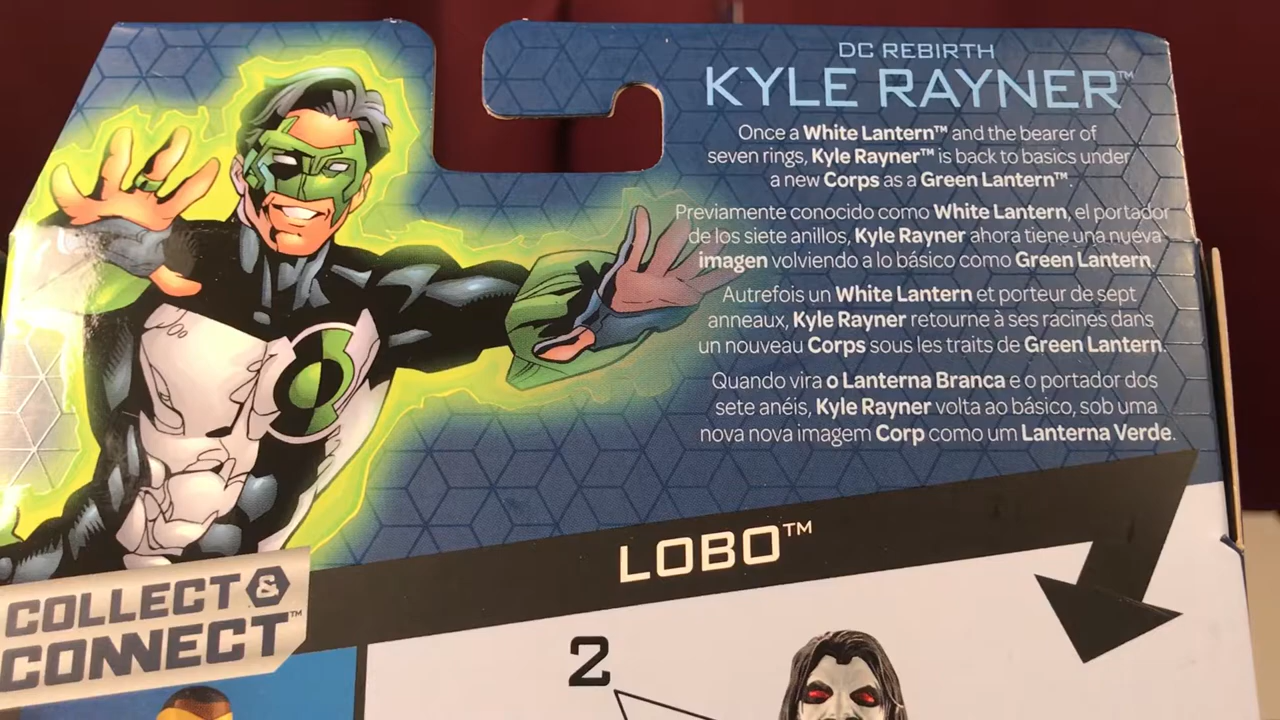 DC REBIRTH
KYLE RAYNER™
Once a White Lantern™ and the bearer of
seven rings, Kyle Rayner™ is back to basics under
a new Corps as a Green Lantern™.
Previamente conocido como White Lantern, el portador
de los siete anillos, Kyle Rayner ahora tiene una nueva
imagen volviendo a lo básico como Green Lantern.
Autrefois un White Lantern et porteur de sept
anneaux, Kyle Rayner retourne à ses racines dans
un nouveau Corps sous les traits de Green Lantern.
Quando vira o Lanterna Branca e o portador dos
sete anéis, Kyle Rayner volta ao básico, sob uma
nova nova imagem Corp como um Lanterna Verde.
LOBO™
COLLECT &
CONNECT™
2